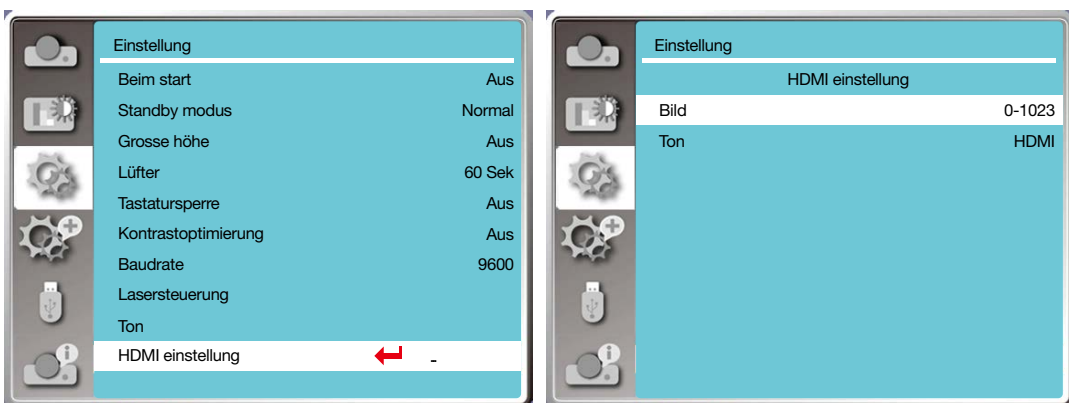 Einstellung
Beim start Aus
Standby modus Normal
Grosse höhe Aus
Lüfter 60 Sek
Tastatursperre Aus
Kontrastoptimierung Aus
Baudrate 9600
Lasersteuerung
Ton
HDMI einstellung -
Einstellung
HDMI einstellung
Bild 0-1023
Ton HDMI